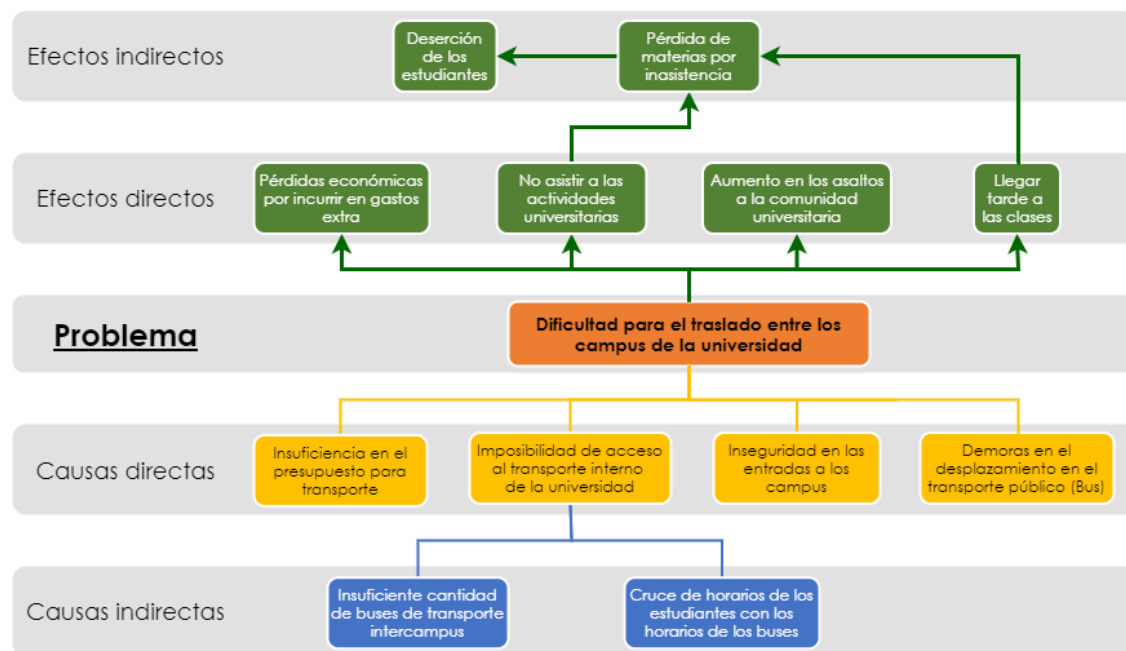 Efectos indirectos
Deserción
de los
estudiantes
Pérdida de
materias por
inasistencia
Efectos directos
Pérdidas económicas
por incurrir en gastos
extra
No asistir a las
actividades
universitarias
Aumento en los asaltos
a la comunidad
universitaria
Llegar
tarde a
las clases
Problema
Dificultad para el traslado entre los
campus de la universidad
Causas directas
Insuficiencia en el
presupuesto para
transporte
Imposibilidad de acceso
al transporte interno
de la universidad
Inseguridad en las
entradas a los
campus
Demoras en el
desplazamiento en el
transporte público (Bus)
Causas indirectas
Insuficiente cantidad
de buses de transporte
intercampus
Cruce de horarios de los
estudiantes con los
horarios de los buses